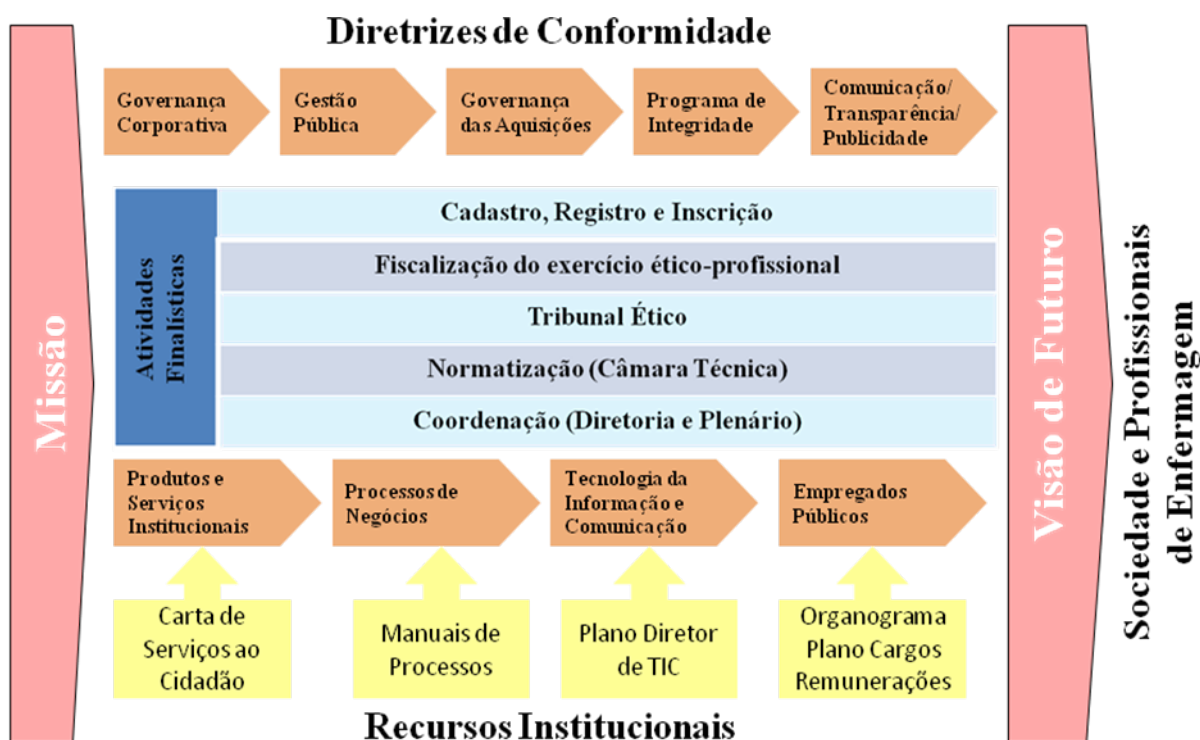 Diretrizes de Conformidade
Missão
Governança
Corporativa
Gestão
Pública
Governança
das Aquisições
Programa de
Integridade
Comunicação/
Transparência/
Publicidade
Atividades
Finalísticas
Cadastro, Registro e Inscrição
Fiscalização do exercício ético-profissional
Tribunal Ético
Normatização (Câmara Técnica)
Coordenação (Diretoria e Plenário)
Produtos e
Serviços
Institucionais
Processos de
Negócios
Tecnologia da
Informação e
Comunicação
Empregados
Públicos
Carta de
Serviços ao
Cidadão
Manuais de
Processos
Plano Diretor
de TIC
Organograma
Plano Cargos
Remunerações
Recursos Institucionais
Visão de Futuro
Sociedade e Profissionais
de Enfermagem